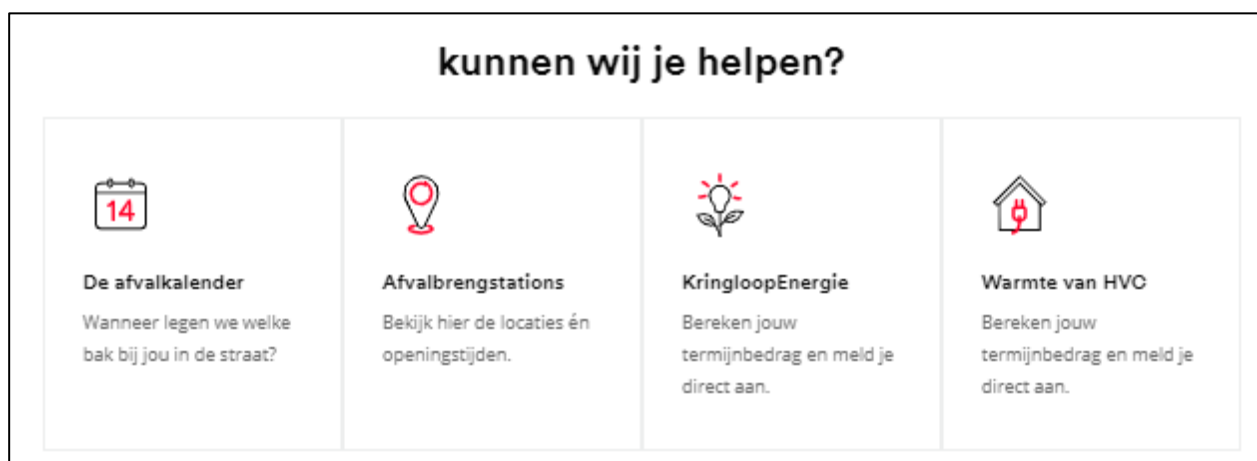 kunnen wij je helpen?
14
De afvalkalender
Wanneer legen we welke
bak bij jou in de straat?
Afvalbrengstations
Bekijk hier de locaties én
openingstijden.
KringloopEnergie
Bereken jouw
termijnbedrag en meld je
direct aan.
Warmte van HVC
Bereken jouw
termijnbedrag en meld je
direct aan.